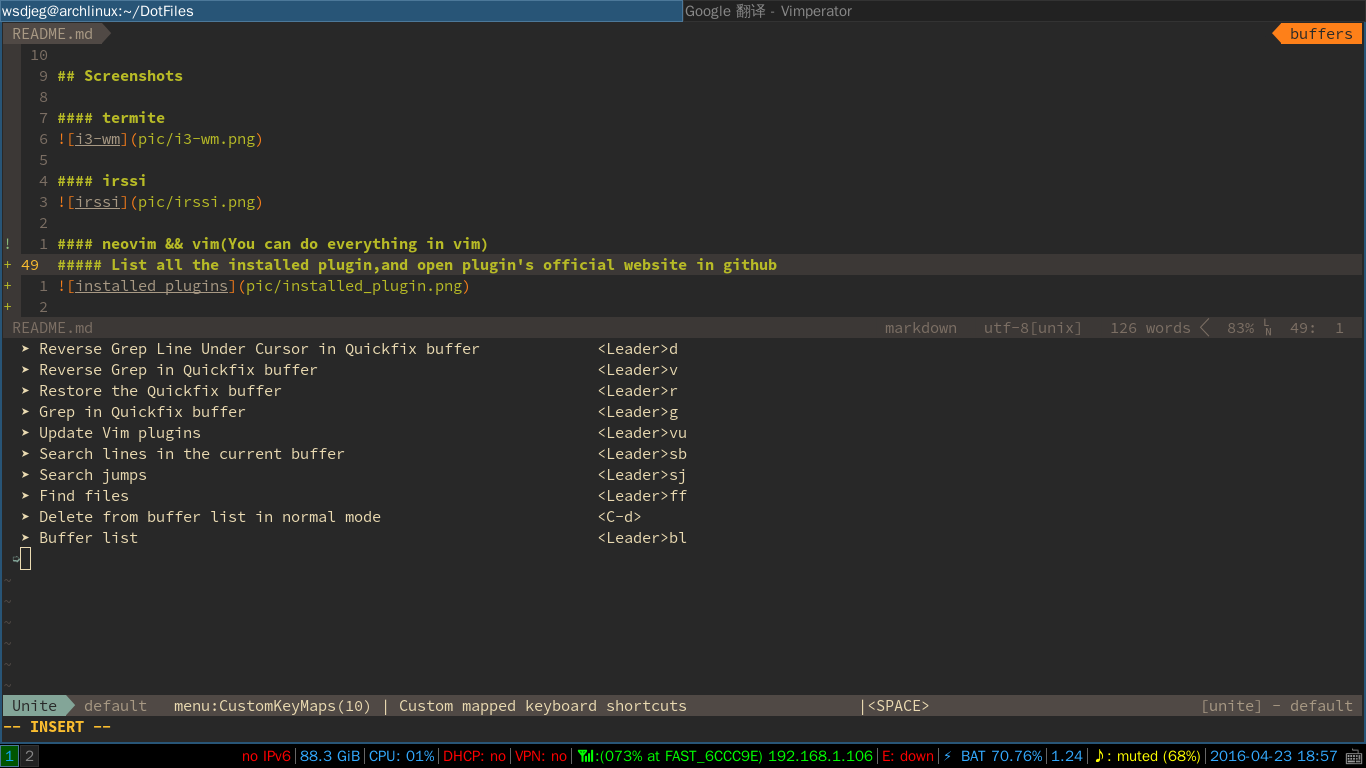 wsdjeg@archlinux:~/DotFiles Google 翻译 - Vimperator
README.md buffers
10
9 ## Screenshots
8
7 #### termite
6 ![i3-wm](pic/i3-wm.png)
5
4 #### irssi
3 ![irssi](pic/irssi.png)
2
! 1 #### neovim && vim(You can do everything in vim)
+ 49 ##### List all the installed plugin,and open plugin's official website in github
+ 1 ![installed plugins](pic/installed_plugin.png)
+ 2
README.md markdown utf-8[unix] 126 words 83% LN 49: 1
➤ Reverse Grep Line Under Cursor in Quickfix buffer <Leader>d
➤ Reverse Grep in Quickfix buffer <Leader>v
➤ Restore the Quickfix buffer <Leader>r
➤ Grep in Quickfix buffer <Leader>g
➤ Update Vim plugins <Leader>vu
➤ Search lines in the current buffer <Leader>sb
➤ Search jumps <Leader>sj
➤ Find files <Leader>ff
➤ Delete from buffer list in normal mode <C-d>
➤ Buffer list <Leader>bl
~
~
~
~
~
~
Unite default menu:CustomKeyMaps(10) | Custom mapped keyboard shortcuts |<SPACE> [unite] - default
-- INSERT --
1 2 no IPv6|88.3 GiB|CPU: 01%|DHCP: no|VPN: no|:(073% at FAST_6CCC9E) 192.168.1.106|E: down|⚡ BAT 70.76%|1.24|♪: muted (68%)|2016-04-23 18:57